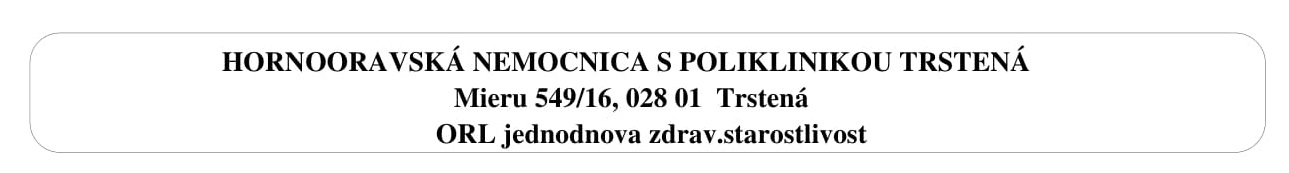 HORNOORAVSKÁ NEMOCNICA S POLIKLINIKOU TRSTENÁ
Mieru 549/16, 028 01  Trstená
ORL jednodnova zdrav.starostlivost